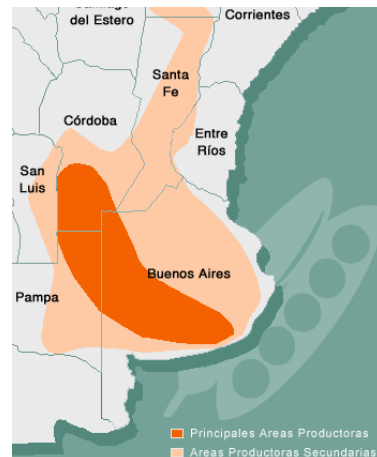 Santiago
del Estero
Corrientes
Santa
Fe
Córdoba
Entre
Ríos
San
Luis
Buenos Aires
Pampa
Principales Areas Productoras
Areas Productoras Secundarias